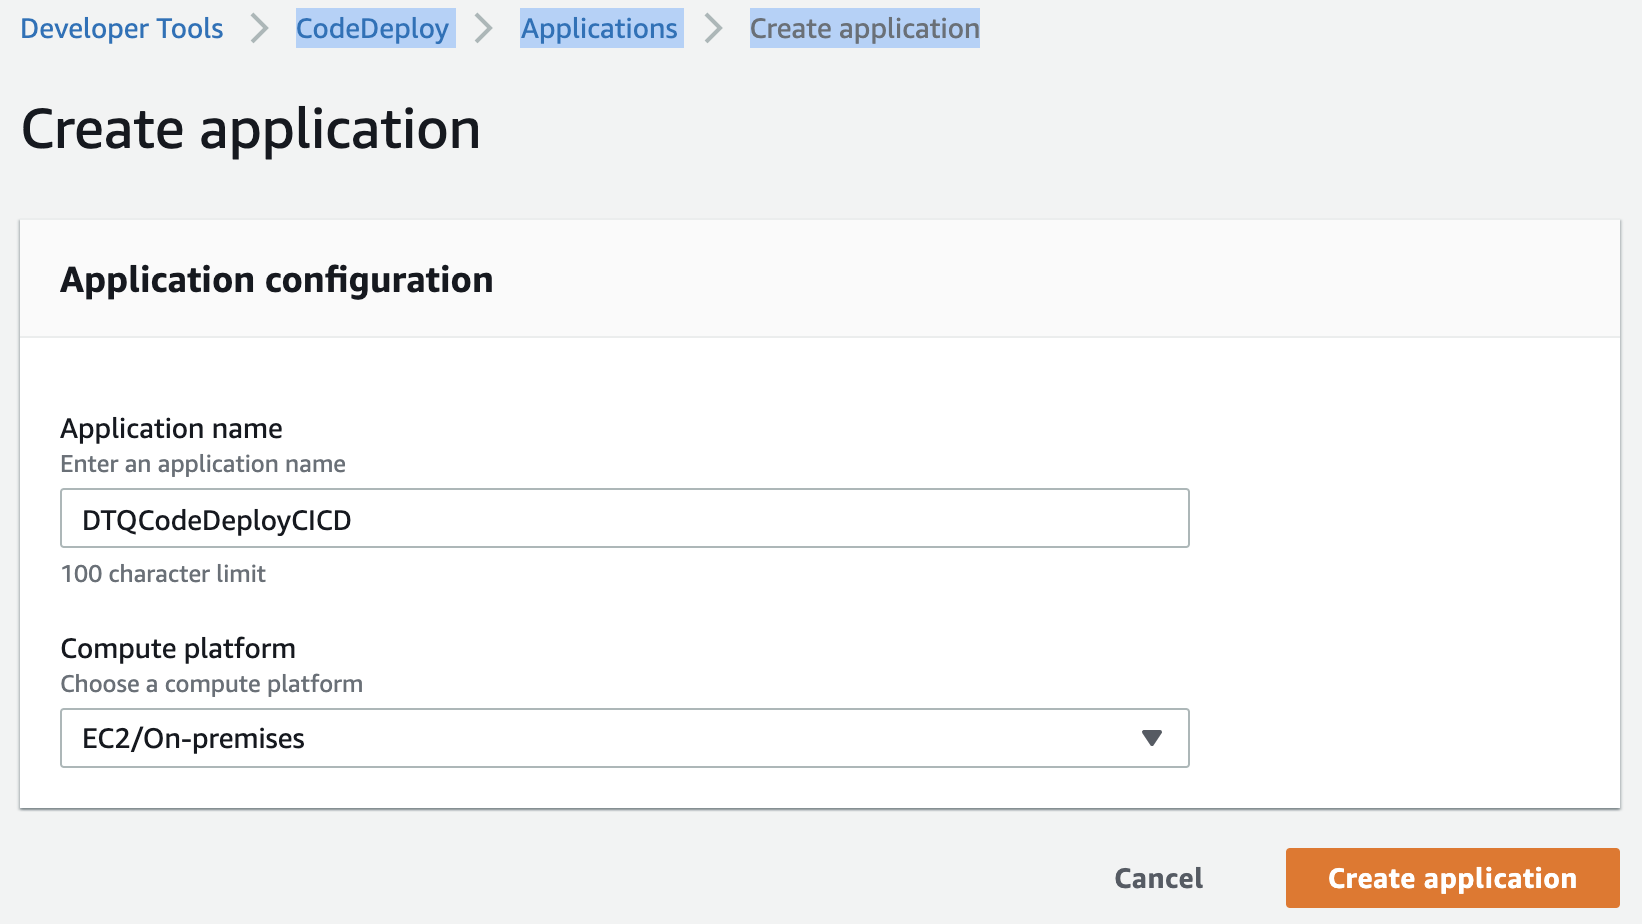 Developer Tools > CodeDeploy > Applications > Create application
Create application
Application configuration
Application name
Enter an application name
DTQCodeDeployCICD
100 character limit
Compute platform
Choose a compute platform
EC2/On-premises
Cancel Create application